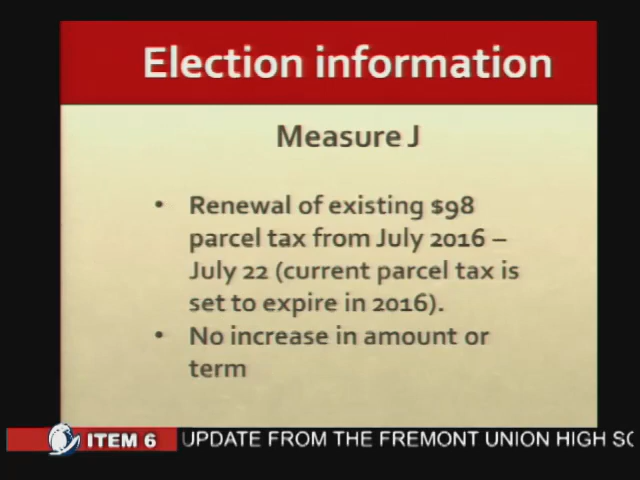 Election information
Measure J
• Renewal of existing $98
parcel tax from July 2016 –
July 22 (current parcel tax is
set to expire in 2016).
• No increase in amount or
term
ITEM 6 UPDATE FROM THE FREMONT UNION HIGH SC